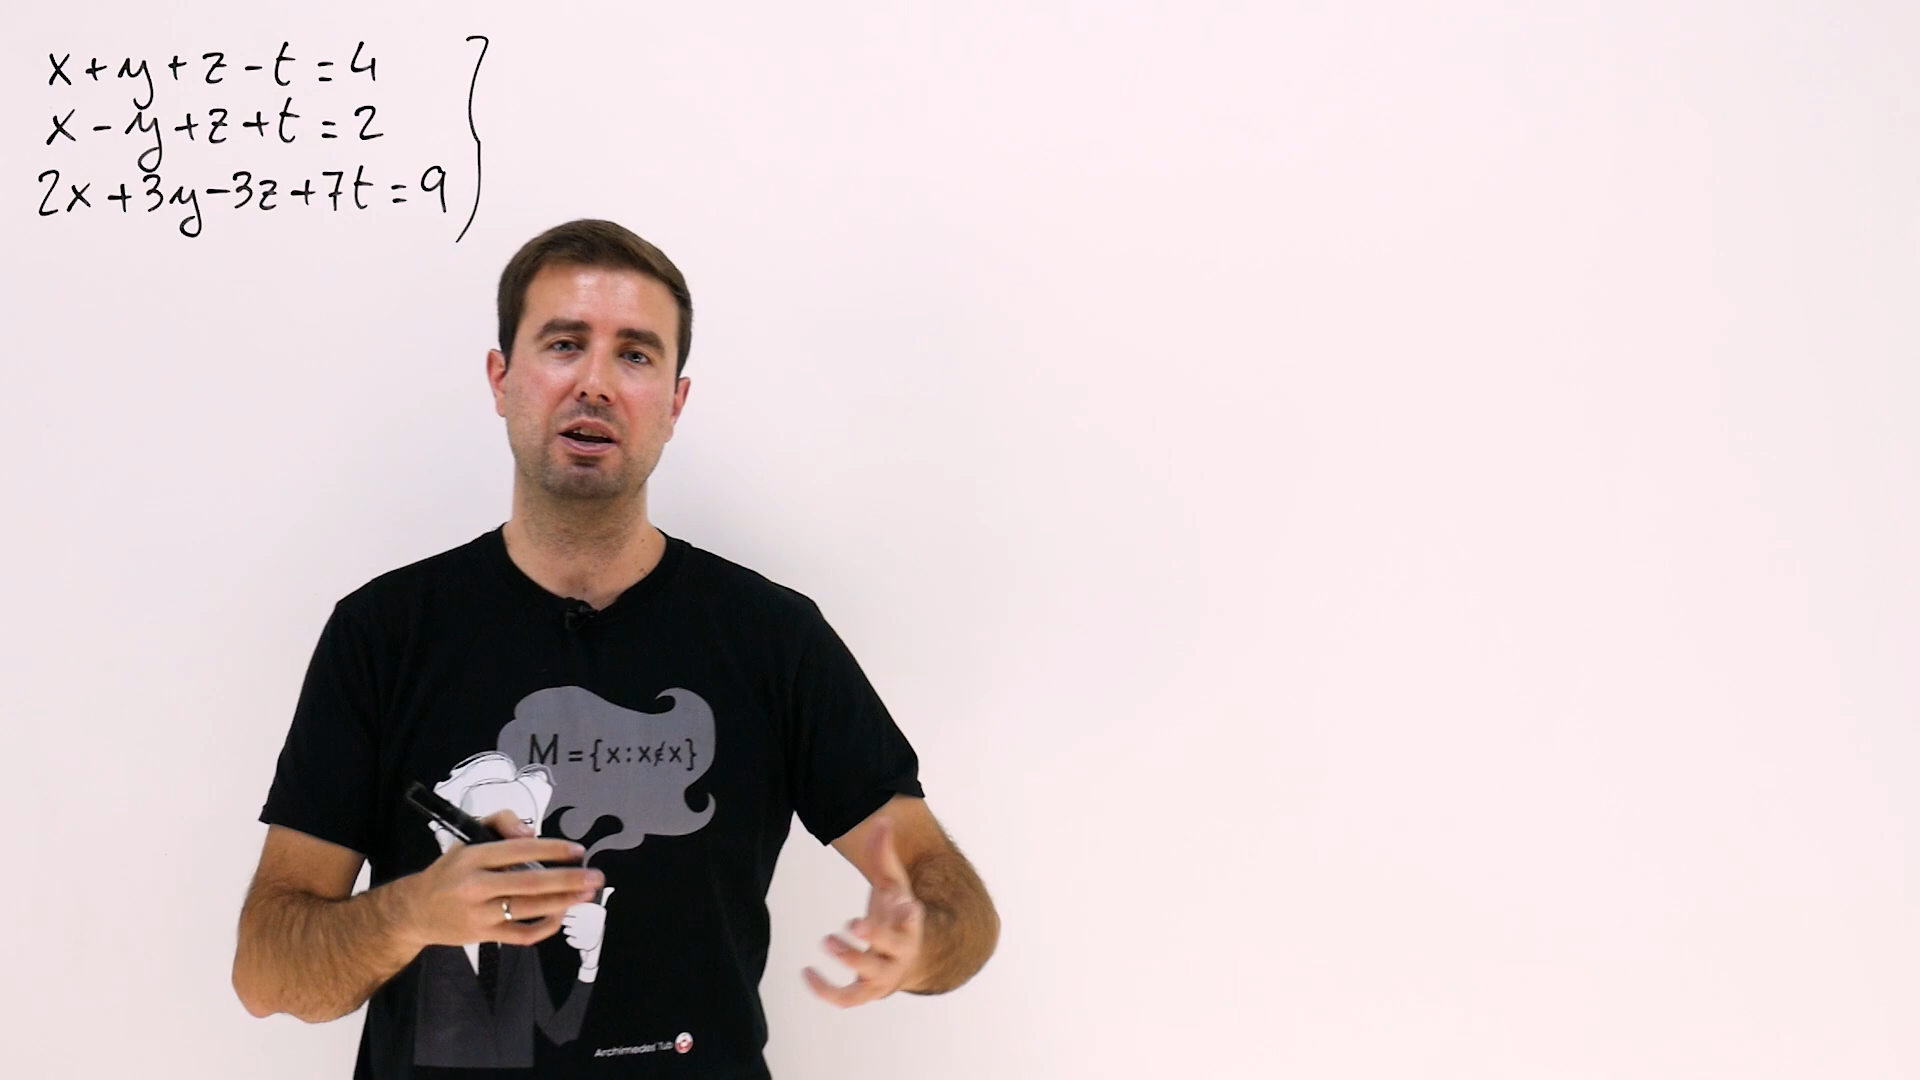 x+y+z-t=4
x-y+z+t=2
2x+3y-3z+7t=9
M={x:x∉x}
Archimedes' Tub